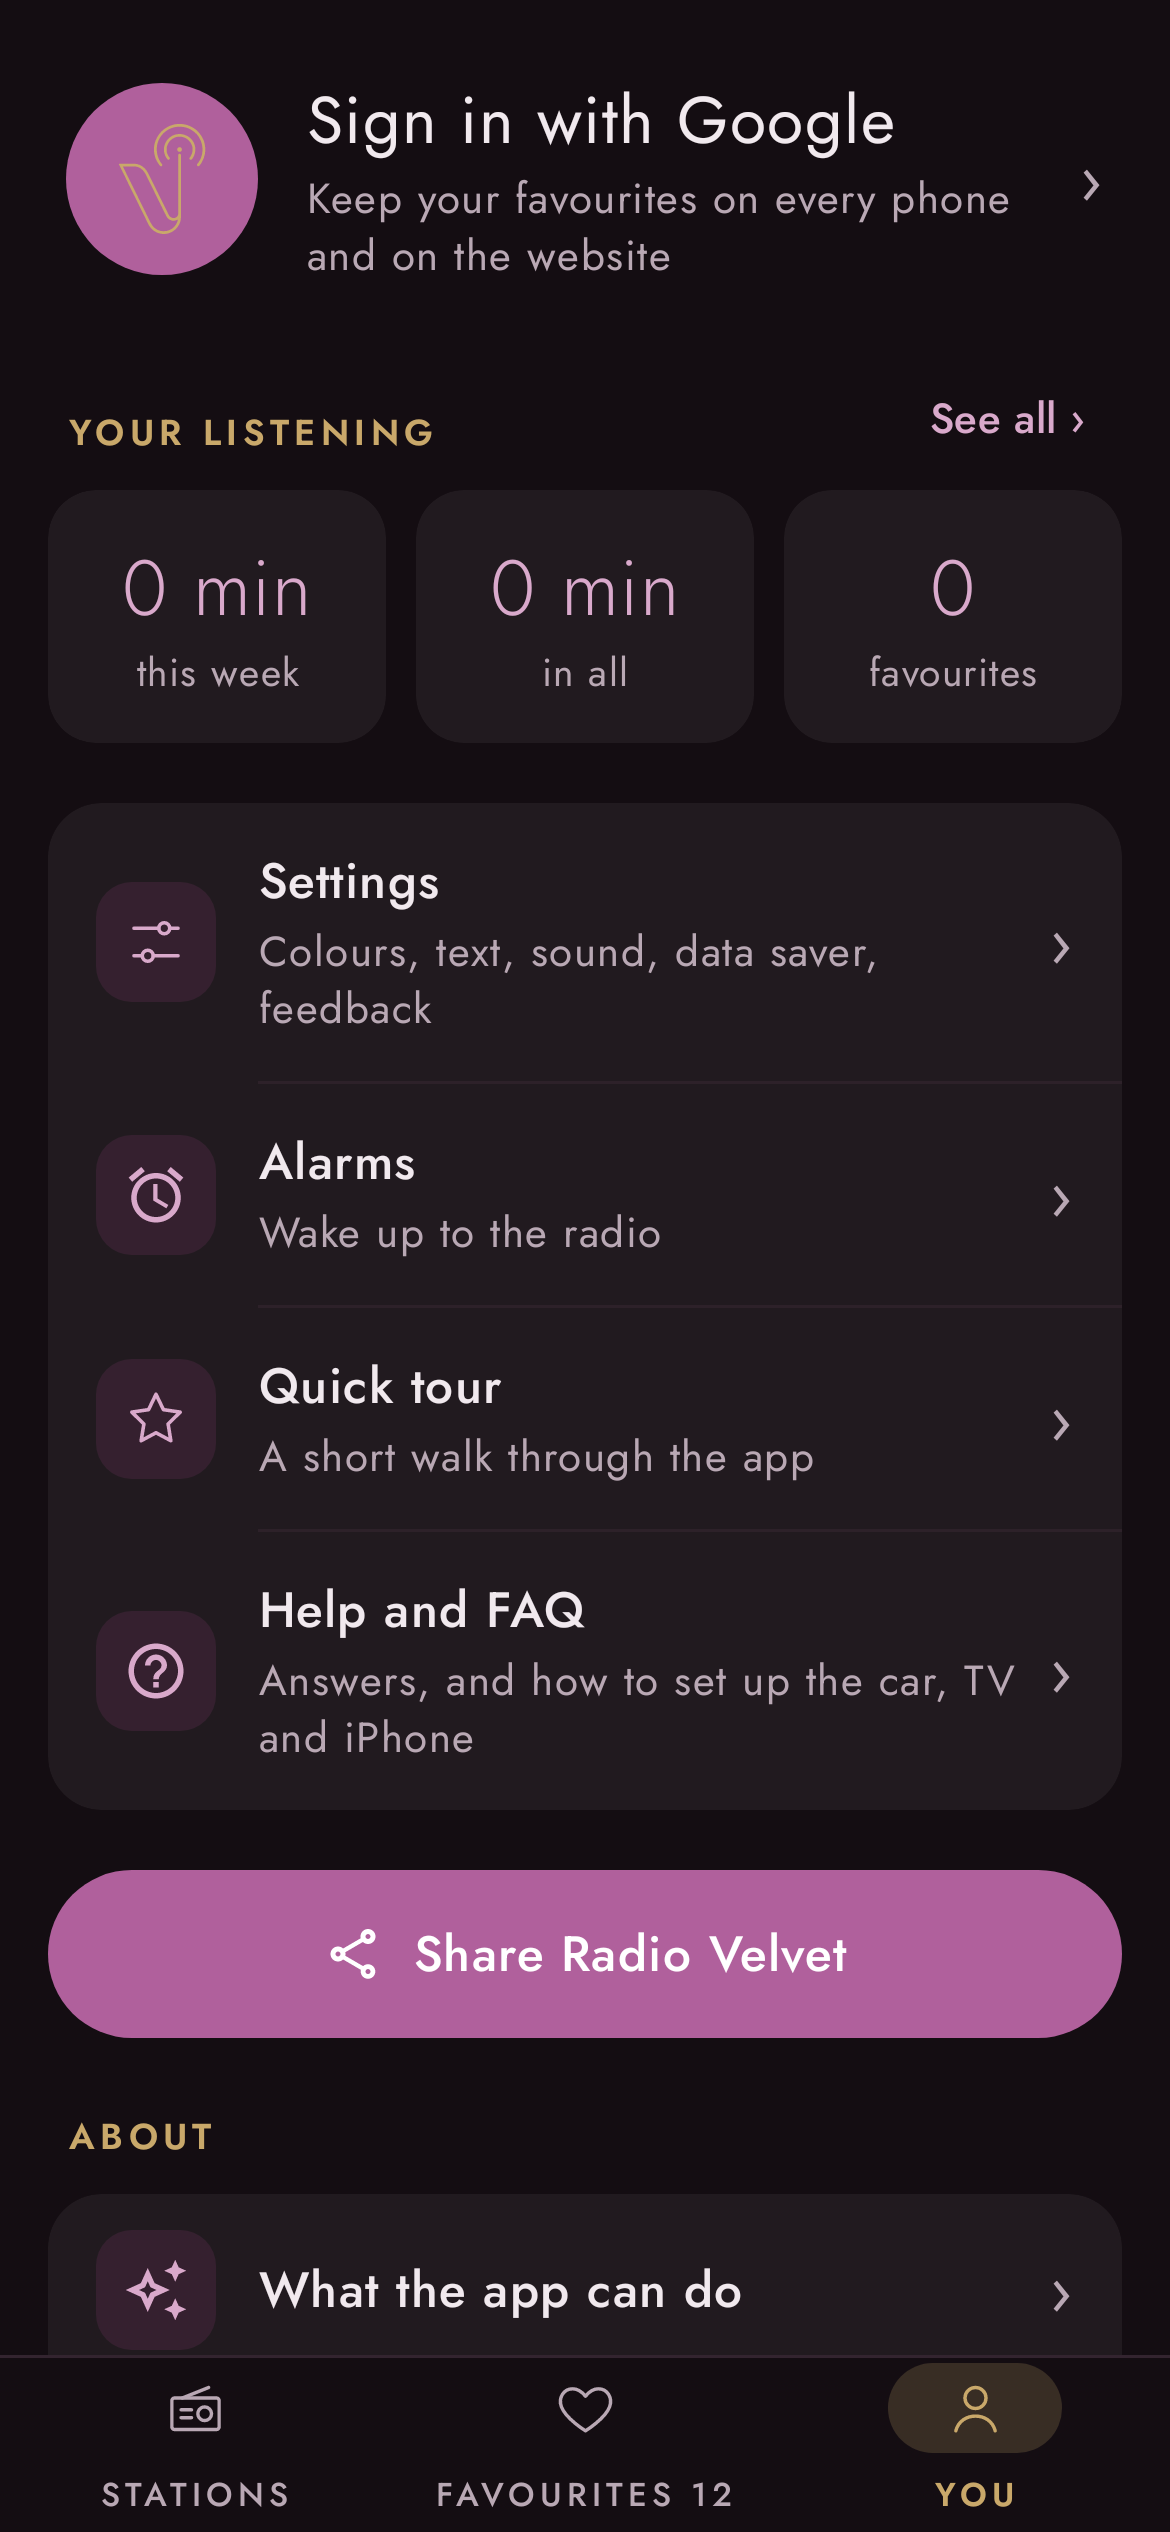 Sign in with Google
Keep your favourites on every phone
and on the website
YOUR LISTENING
See all ›
0 min
this week
0 min
in all
0
favourites
Settings
Colours, text, sound, data saver,
feedback
Alarms
Wake up to the radio
Quick tour
A short walk through the app
Help and FAQ
Answers, and how to set up the car, TV
and iPhone
Share Radio Velvet
ABOUT
What the app can do
STATIONS
FAVOURITES 12
YOU